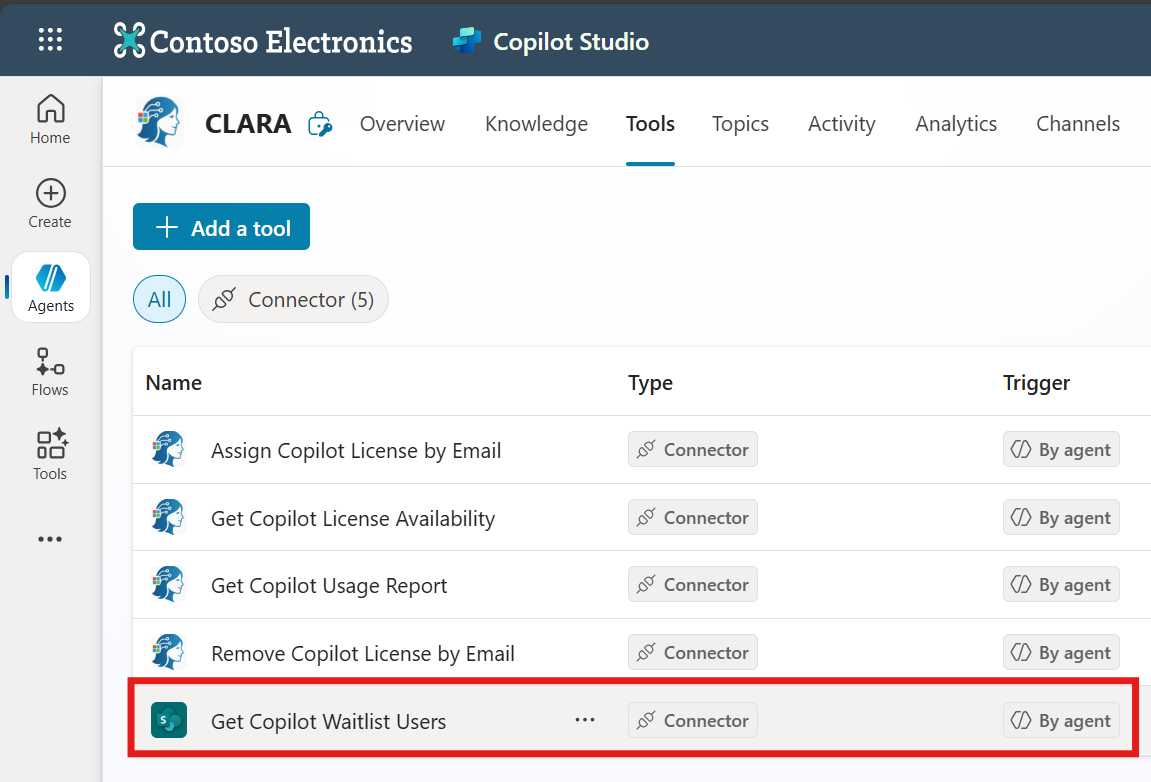 Contoso Electronics Copilot Studio
Home
Create
Agents
Flows
Tools
CLARA Overview Knowledge Tools Topics Activity Analytics Channels
Add a tool
All Connector (5)
Name Type Trigger
Assign Copilot License by Email Connector By agent
Get Copilot License Availability Connector By agent
Get Copilot Usage Report Connector By agent
Remove Copilot License by Email Connector By agent
S Get Copilot Waitlist Users ... Connector By agent